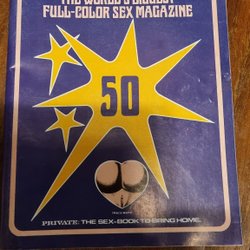 THE WORLD'S BIGGEST
FULL-COLOR SEX MAGAZINE
50
PRIVATE: THE SEX-BOOK TO BRING HOME.